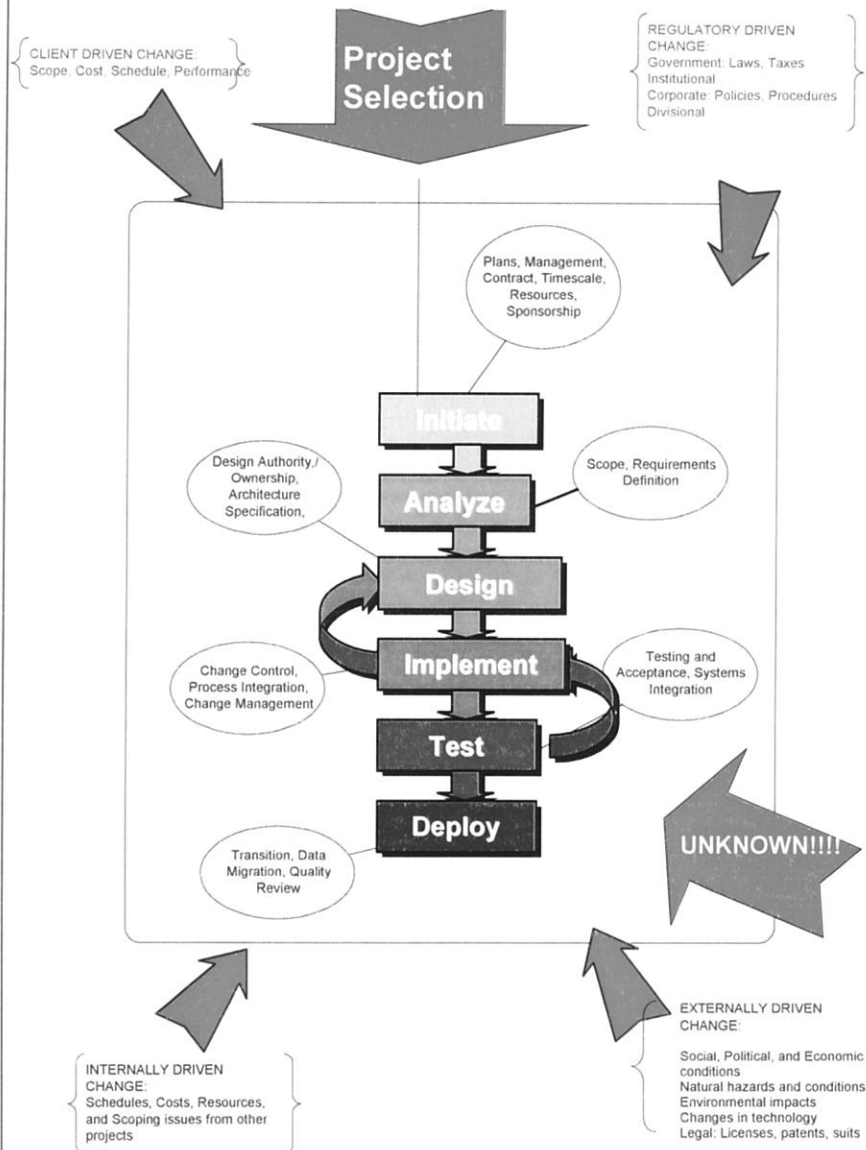 CLIENT DRIVEN CHANGE:
Scope, Cost, Schedule, Performance
Project
Selection
REGULATORY DRIVEN
CHANGE:
Government: Laws, Taxes
Institutional
Corporate: Policies, Procedures
Divisional
Plans, Management,
Contract, Timescale,
Resources,
Sponsorship
Initiate
Design Authority,/
Ownership,
Architecture
Specification,
Analyze
Scope, Requirements
Definition
Design
Change Control,
Process Integration,
Change Management
Implement
Testing and
Acceptance, Systems
Integration
Test
Deploy
Transition, Data
Migration, Quality
Review
UNKNOWN!!!!
INTERNALLY DRIVEN
CHANGE:
Schedules, Costs, Resources,
and Scoping issues from other
projects
EXTERNALLY DRIVEN
CHANGE:
Social, Political, and Economic
conditions
Natural hazards and conditions
Environmental impacts
Changes in technology
Legal: Licenses, patents, suits